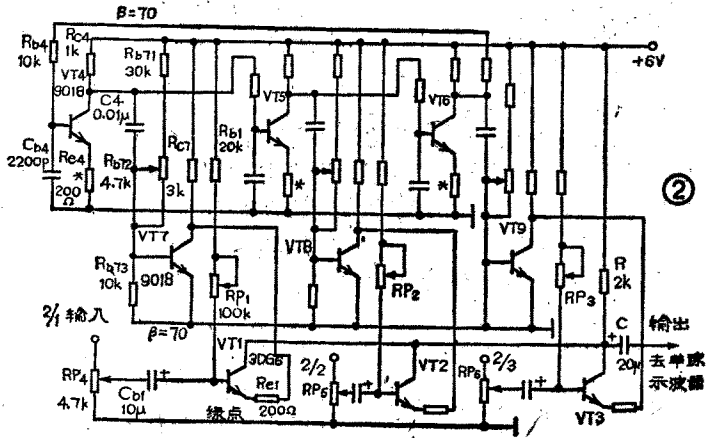 β=70
Rb4
10k
RC4
1k
VT4
9018
Rb71
30k
+6V
C4
0.01μ
VT5
VT6
Cb4
2200P
Re4
*
200
Ω
Rb72
4.7k
RC7
3k
Rb1
20k
*
*
②
VT7
VT8
VT9
Rb73
10k
9018
RP1
100k
RP2
RP3
R
2k
β=70
2/1 输入
VT1
3DG6
2/2
VT2
2/3
C
20μ
输出
去单踪
示波器
RP4
4.7k
Cb1
10μ
Re1
200Ω
RP5
RP6
VT3